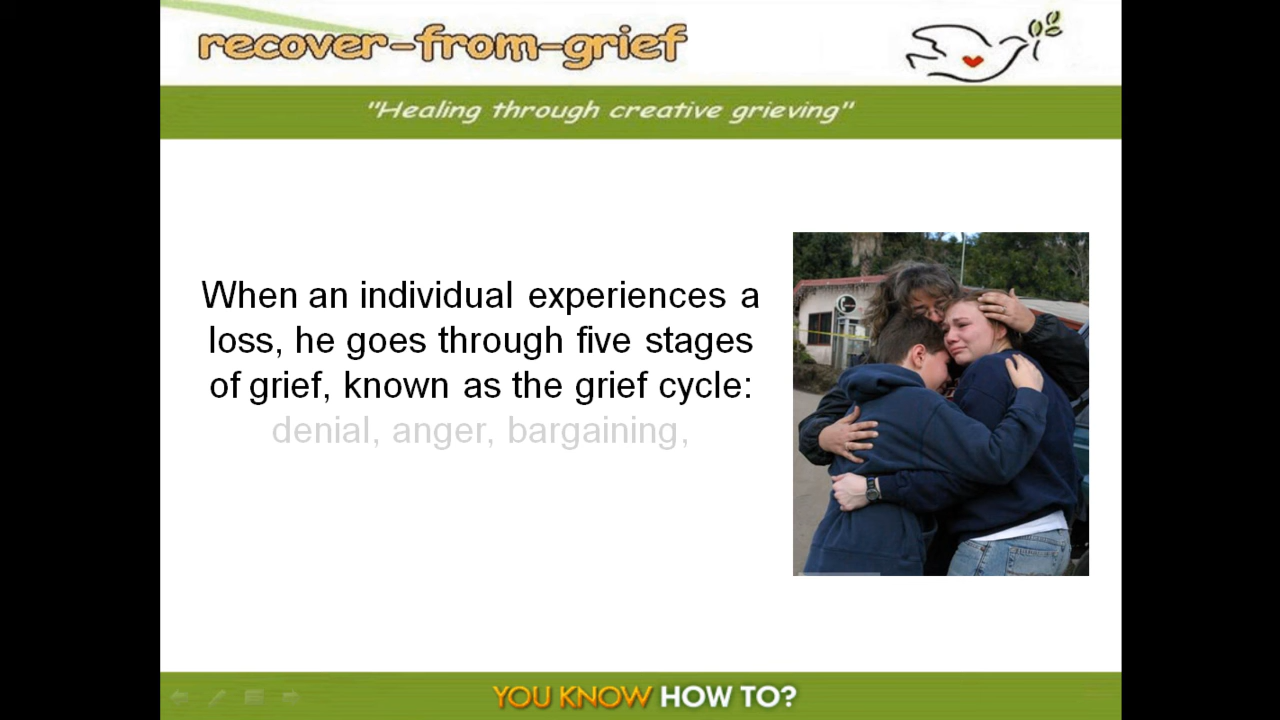 recover-from-grief
"Healing through creative grieving"
When an individual experiences a
loss, he goes through five stages
of grief, known as the grief cycle:
denial, anger, bargaining,
YOU KNOW HOW TO?